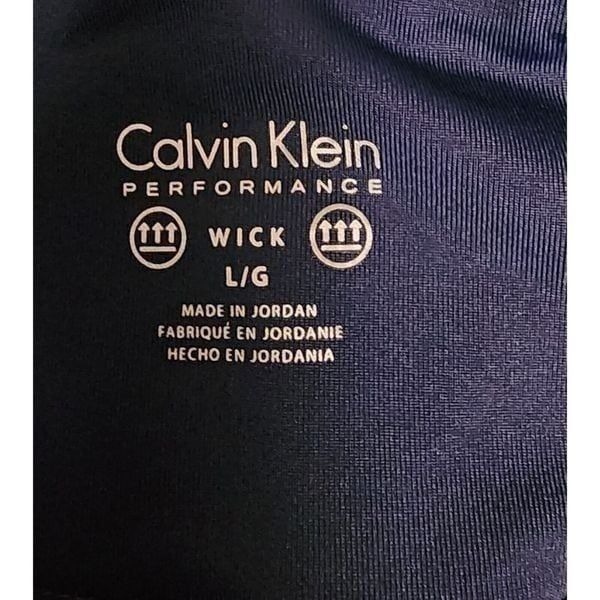 Calvin Klein
PERFORMANCE
WICK
L/G
MADE IN JORDAN
FABRIQUÉ EN JORDANIE
HECHO EN JORDANIA